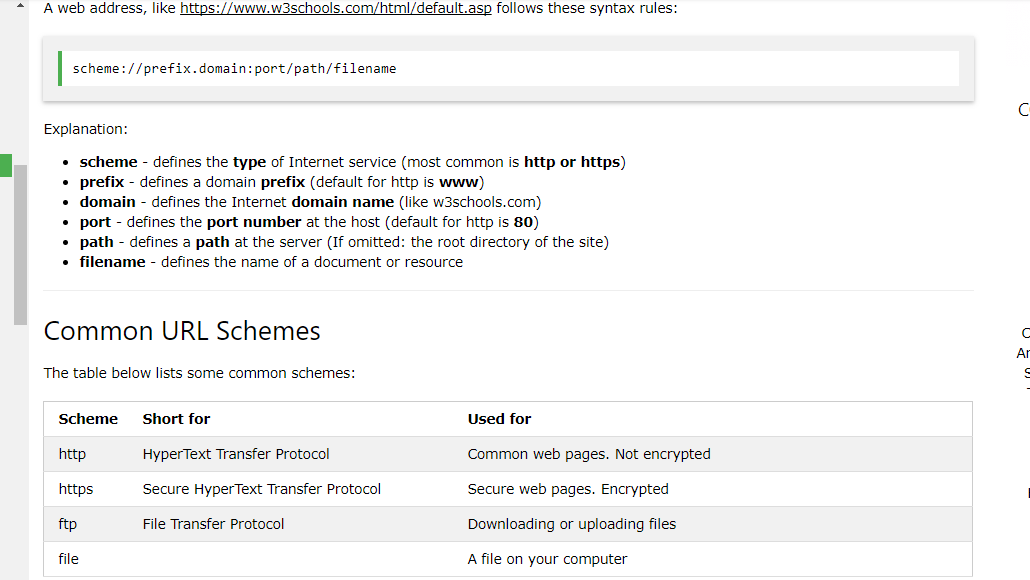 A web address, like https://www.w3schools.com/html/default.asp follows these syntax rules:
scheme://prefix.domain:port/path/filename
Explanation:
• scheme - defines the type of Internet service (most common is http or https)
• prefix - defines a domain prefix (default for http is www)
• domain - defines the Internet domain name (like w3schools.com)
• port - defines the port number at the host (default for http is 80)
• path - defines a path at the server (If omitted: the root directory of the site)
• filename - defines the name of a document or resource
Common URL Schemes
The table below lists some common schemes:
Scheme Short for Used for
http HyperText Transfer Protocol Common web pages. Not encrypted
https Secure HyperText Transfer Protocol Secure web pages. Encrypted
ftp File Transfer Protocol Downloading or uploading files
file A file on your computer